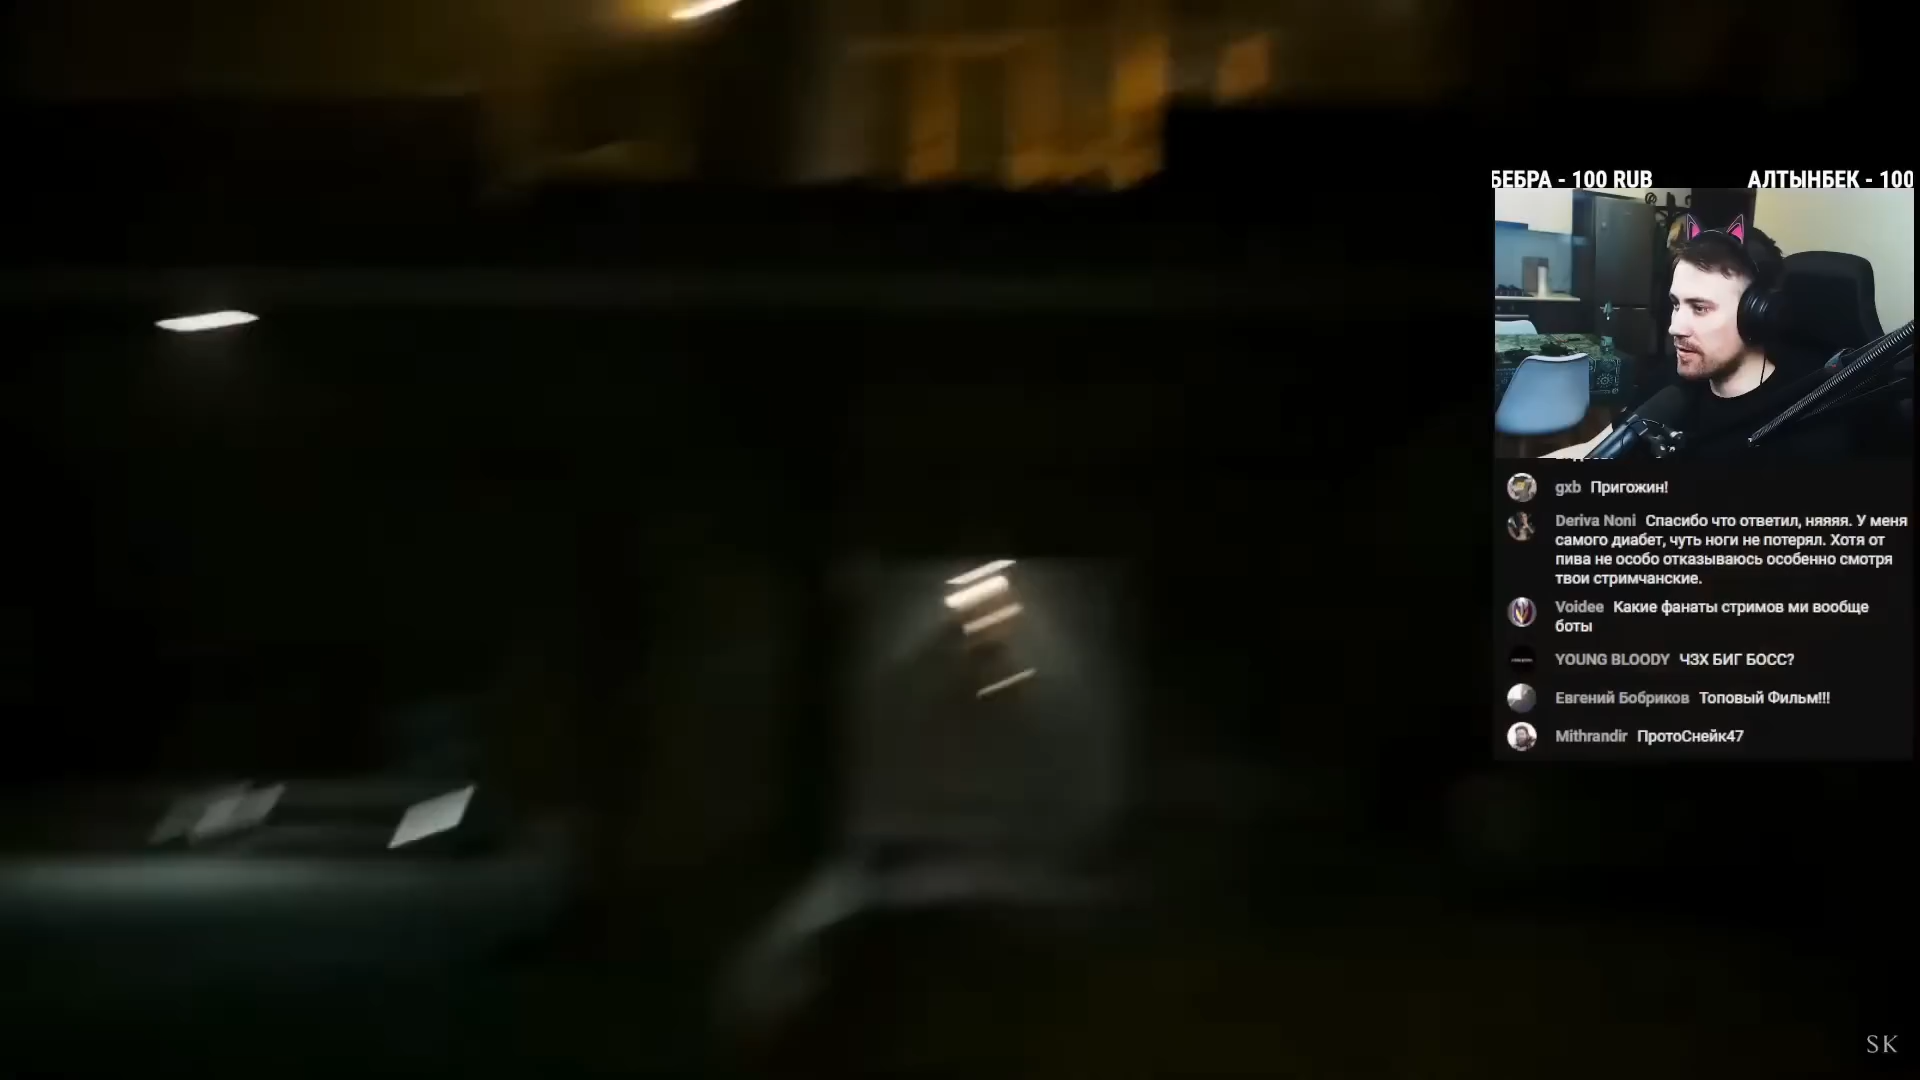 БЕБРА - 100 RUB АЛТЫНБЕК - 100
gxb Пригожин!
Deriva Noni Спасибо что ответил, няяяя. У меня
самого диабет, чуть ноги не потерял. Хотя от
пива не особо отказываюсь особенно смотря
твои стримчанские.
Voidee Какие фанаты стримов ми вообще
боты
YOUNG BLOODY ЧЗХ БИГ БОСС?
Евгений Бобриков Топовый Фильм!!!
Mithrandir ПротоСнейк47
SK